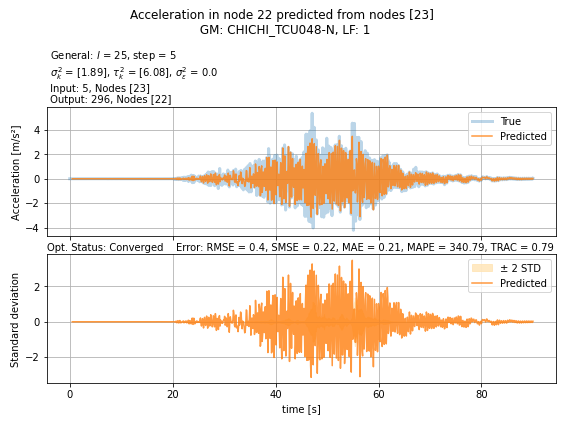 Acceleration in node 22 predicted from nodes [23]
GM: CHICHI_TCU048-N, LF: 1
General: l = 25, step = 5
σ²ₖ = [1.89], τ²ₖ = [6.08], σ²_ε = 0.0
Input: 5, Nodes [23]
Output: 296, Nodes [22]
True
Predicted
Acceleration [m/s²]
4
2
0
−2
−4
Opt. Status: Converged Error: RMSE = 0.4, SMSE = 0.22, MAE = 0.21, MAPE = 340.79, TRAC = 0.79
± 2 STD
Predicted
Standard deviation
2
0
−2
0 20 40 60 80
time [s]